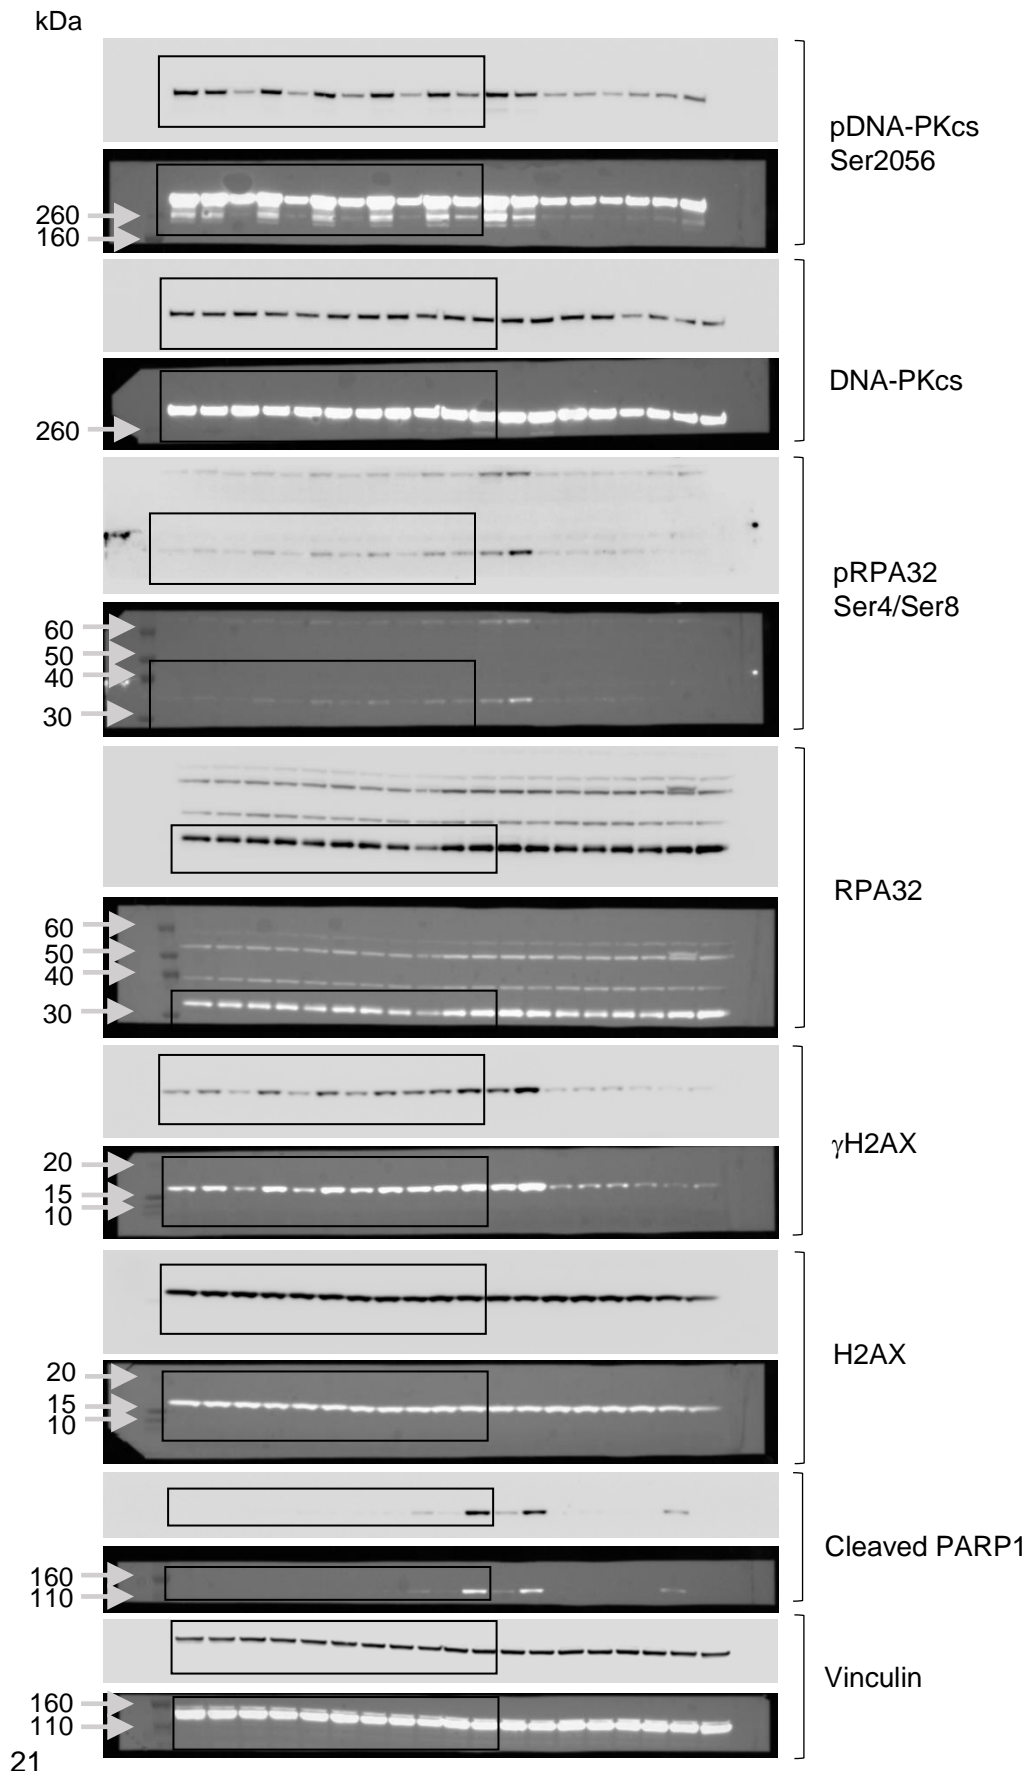 kDa
pDNA-PKcs
Ser2056
260
160
DNA-PKcs
260
pRPA32
Ser4/Ser8
60
50
40
30
RPA32
60
50
40
30
γH2AX
20
15
10
H2AX
20
15
10
Cleaved PARP1
160
110
Vinculin
160
110
21